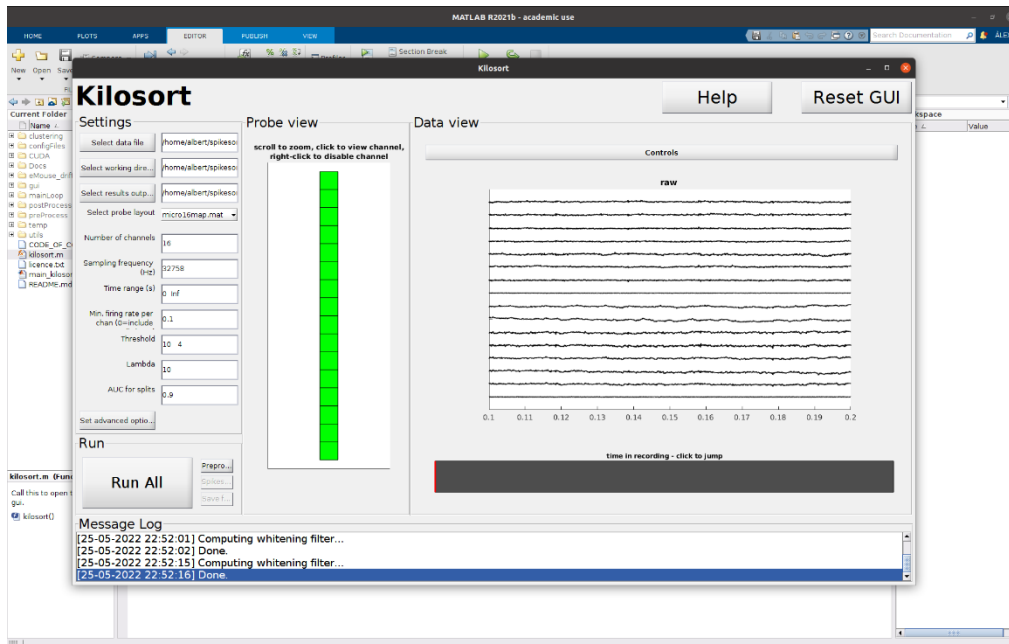 MATLAB R2021b - academic use
HOME PLOTS APPS EDITOR PUBLISH VIEW
Search Documentation
New Open Save
Section Break
Kilosort
Kilosort
Help
Reset GUI
Current Folder
Name
clustering
configFiles
CUDA
Docs
eMouse_drif
gui
mainLoop
postProcess
preProcess
temp
utils
CODE_OF_C
kilosort.m
licence.txt
main_kilosor
README.md
kilosort.m (Func
Call this to open t
gui.
kilosort()
Settings
Select data file /home/albert/spikeso
Select working dire... /home/albert/spikeso
Select results outp... /home/albert/spikeso
Select probe layout micro16map.mat
Number of channels 16
Sampling frequency
(Hz) 32758
Time range (s) 0 Inf
Min. firing rate per
chan (0=include 0.1
Threshold 10 4
Lambda 10
AUC for splits 0.9
Set advanced optio..
Run
Run All
Prepro...
Spikes...
Save f...
Probe view
scroll to zoom, click to view channel,
right-click to disable channel
Data view
Controls
raw
0.1 0.11 0.12 0.13 0.14 0.15 0.16 0.17 0.18 0.19 0.2
time in recording - click to jump
Message Log
[25-05-2022 22:52:01] Computing whitening filter...
[25-05-2022 22:52:02] Done.
[25-05-2022 22:52:15] Computing whitening filter...
[25-05-2022 22:52:16] Done.
kspace
Value